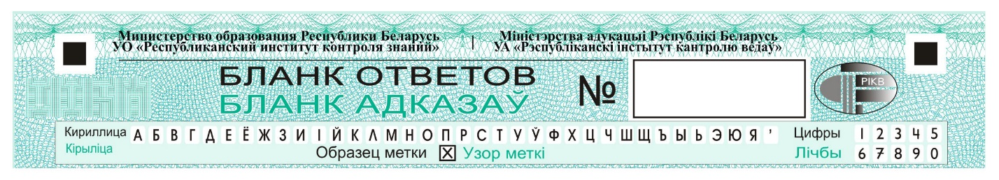 Министерство образования Республики Беларусь | Міністэрства адукацыі Рэспублікі Беларусь
УО «Республиканский институт контроля знаний» УА «Рэспубліканскі інстытут кантролю ведаў»
БЛАНК ОТВЕТОВ
БЛАНК АДКАЗАЎ
№
РІКВ
Кириллица А Б В Г Д Е Ё Ж З И І Й К Л М Н О П Р С Т У Ў Ф Х Ц Ч Ш Щ Ъ Ы Ь Э Ю Я '
Кірыліца
Образец метки X Узор меткі
Цифры 1 2 3 4 5
Лічбы 6 7 8 9 0